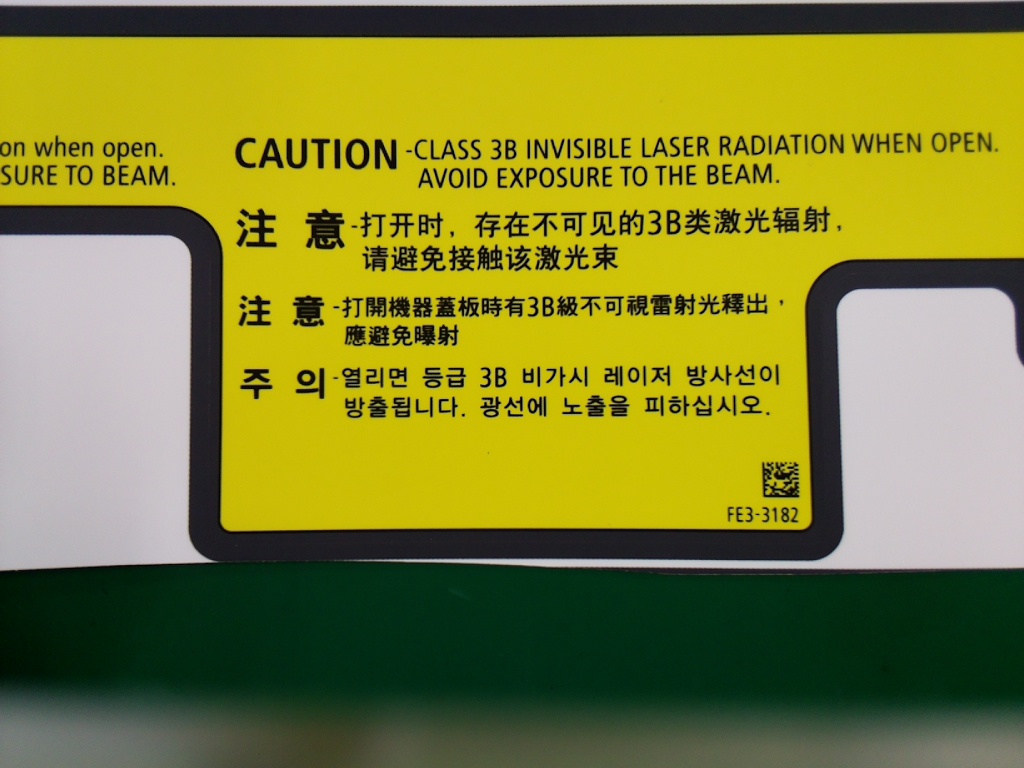 on when open.
SURE TO BEAM.
CAUTION -CLASS 3B INVISIBLE LASER RADIATION WHEN OPEN.
AVOID EXPOSURE TO THE BEAM.
注 意 -打开时，存在不可见的3B类激光辐射，
请避免接触该激光束
注 意 -打開機器蓋板時有3B級不可視雷射光釋出，
應避免曝射
주 의 -열리면 등급 3B 비가시 레이저 방사선이
방출됩니다. 광선에 노출을 피하십시오.
FE3-3182